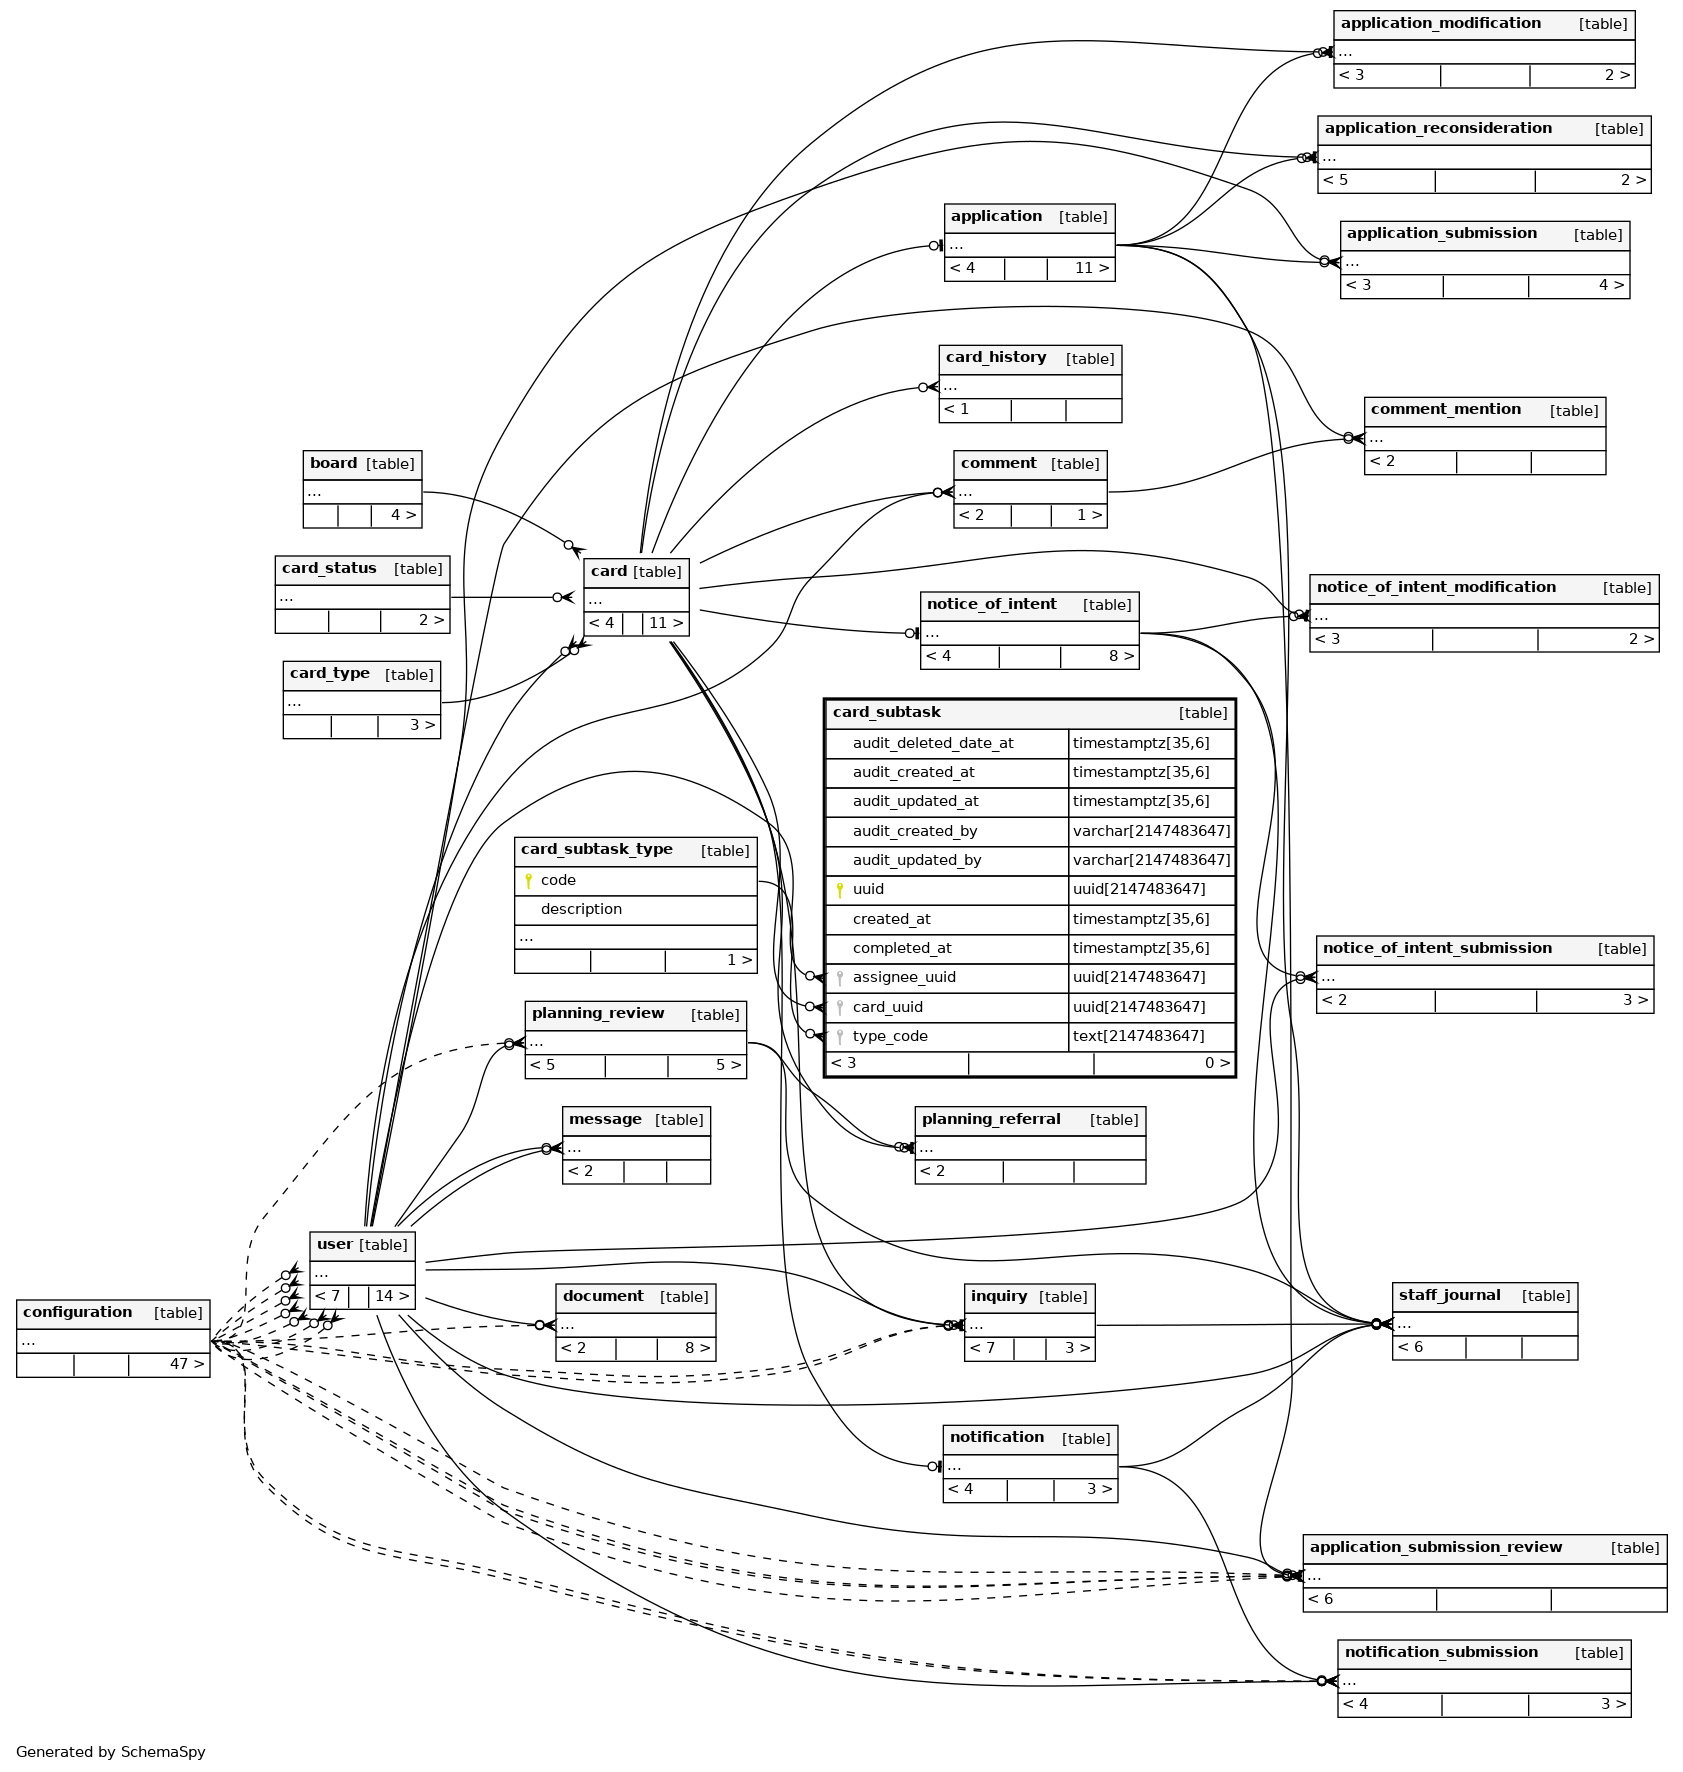 application_modification [table]
...
< 3 2 >
application_reconsideration [table]
...
< 5 2 >
application [table]
...
< 4 11 >
application_submission [table]
...
< 3 4 >
card_history [table]
...
< 1
comment_mention [table]
...
< 2
board [table]
...
4 >
comment [table]
...
< 2 1 >
card_status [table]
...
2 >
card [table]
...
< 4 11 >
notice_of_intent [table]
...
< 4 8 >
notice_of_intent_modification [table]
...
< 3 2 >
card_type [table]
...
3 >
card_subtask [table]
audit_deleted_date_at timestamptz[35,6]
audit_created_at timestamptz[35,6]
audit_updated_at timestamptz[35,6]
audit_created_by varchar[2147483647]
audit_updated_by varchar[2147483647]
uuid uuid[2147483647]
created_at timestamptz[35,6]
completed_at timestamptz[35,6]
assignee_uuid uuid[2147483647]
card_uuid uuid[2147483647]
type_code text[2147483647]
< 3 0 >
card_subtask_type [table]
code
description
...
1 >
notice_of_intent_submission [table]
...
< 2 3 >
planning_review [table]
...
< 5 5 >
message [table]
...
< 2
planning_referral [table]
...
< 2
user [table]
...
< 7 14 >
configuration [table]
...
47 >
document [table]
...
< 2 8 >
inquiry [table]
...
< 7 3 >
staff_journal [table]
...
< 6
notification [table]
...
< 4 3 >
application_submission_review [table]
...
< 6
notification_submission [table]
...
< 4 3 >
Generated by SchemaSpy